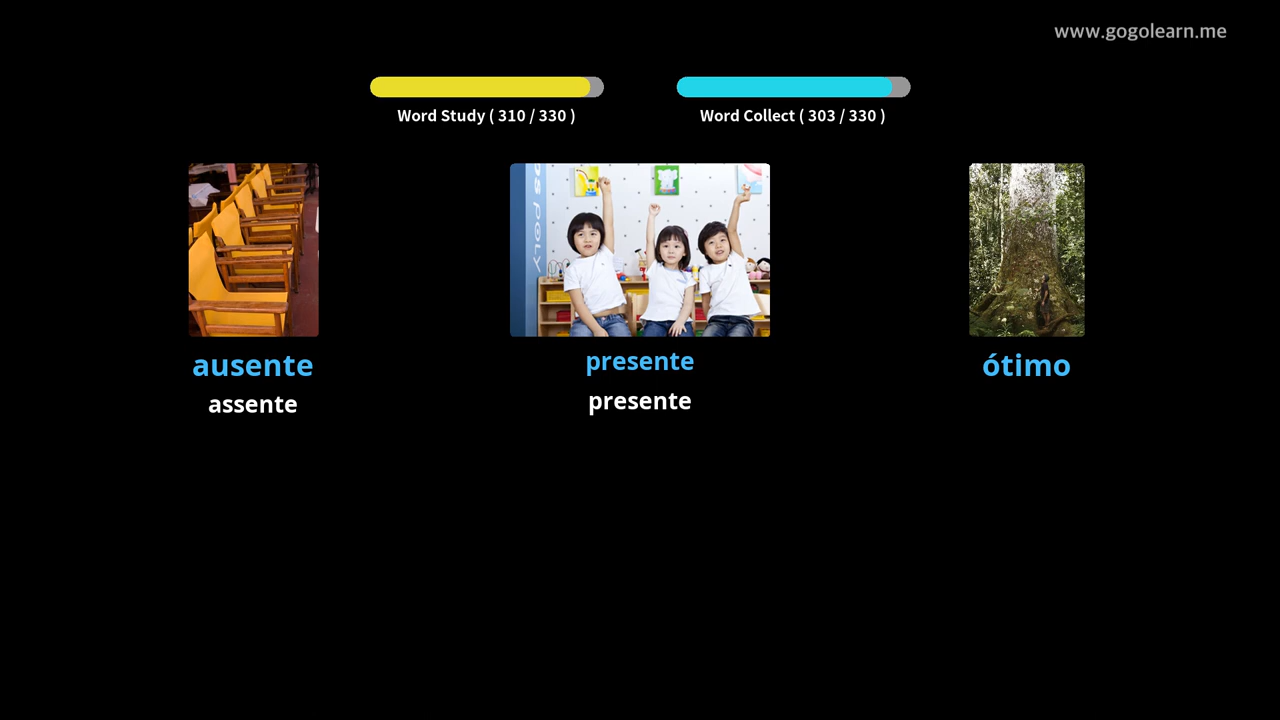 www.gogolearn.me
Word Study ( 310 / 330 )
Word Collect ( 303 / 330 )
ausente
assente
presente
presente
ótimo